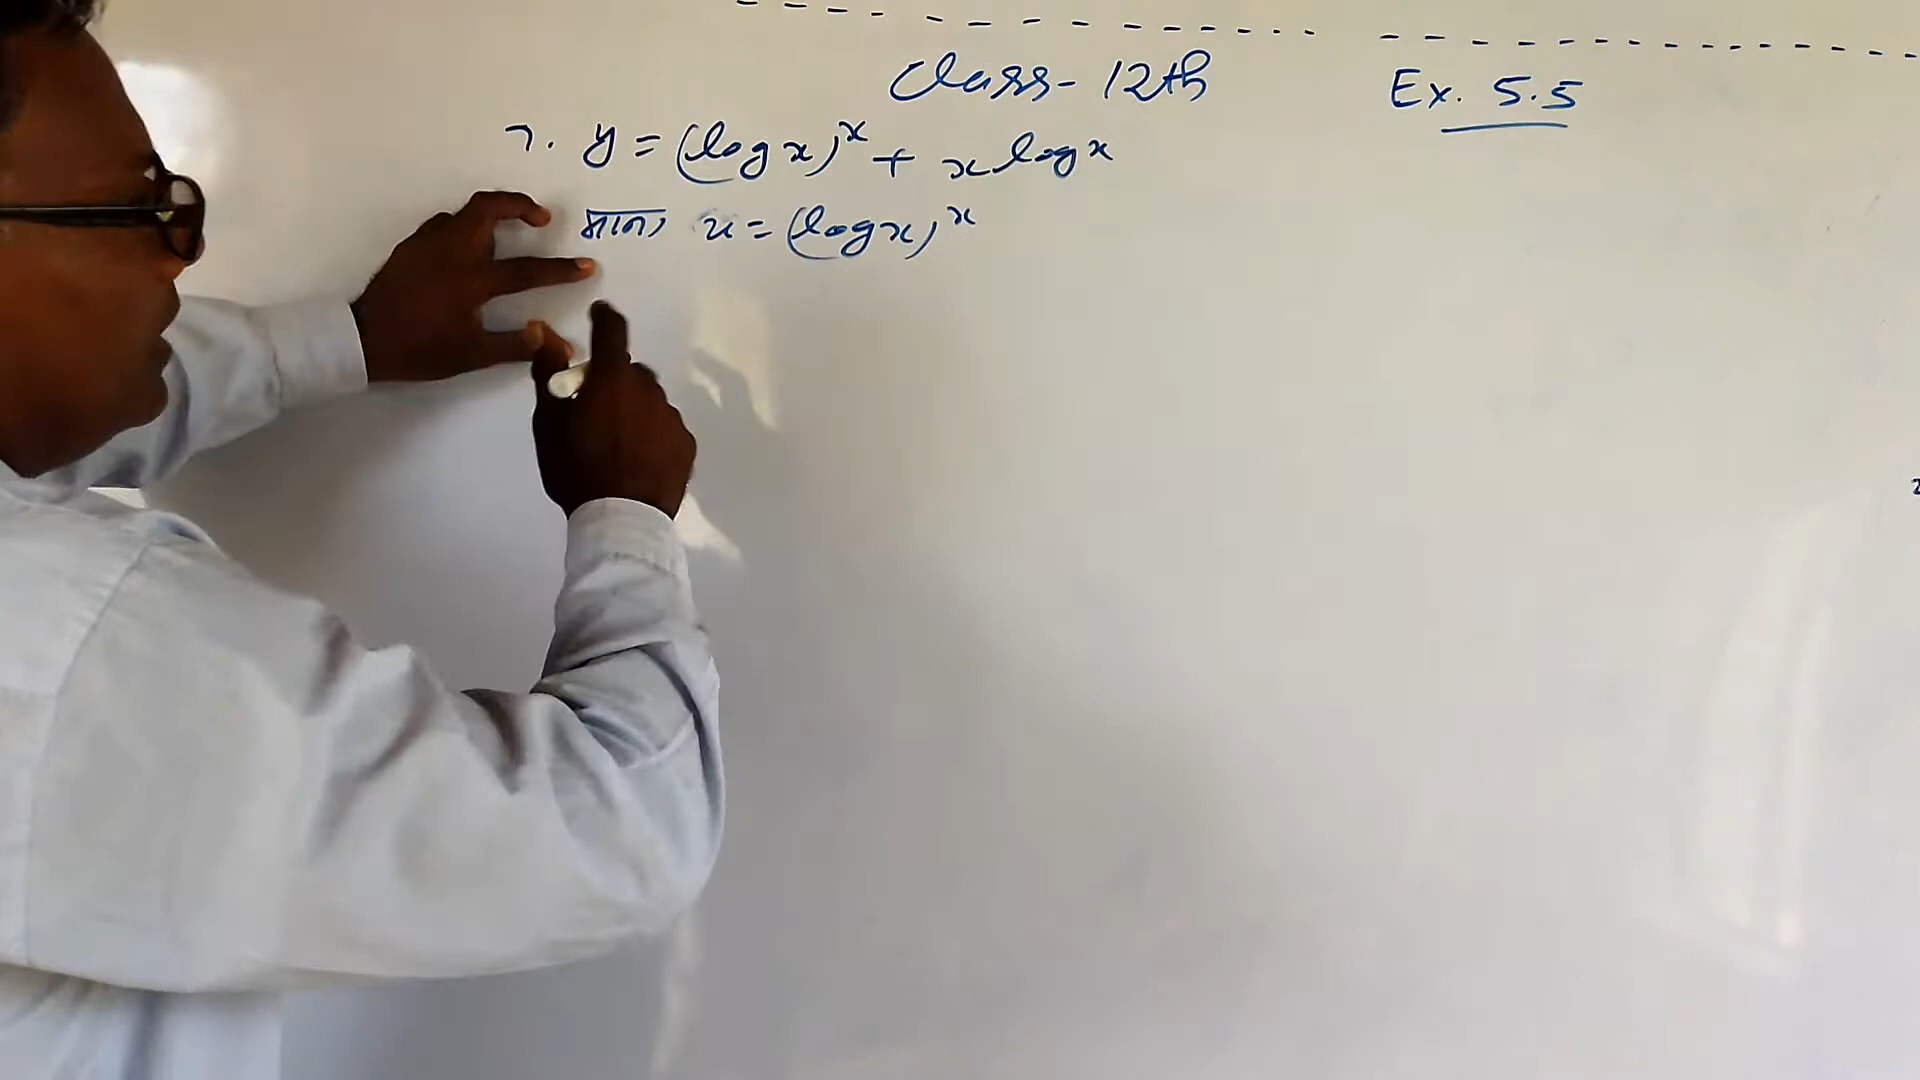 Class- 12th Ex. 5.5
7. y = (log x)^x + x^log x
माना u = (log x)^x